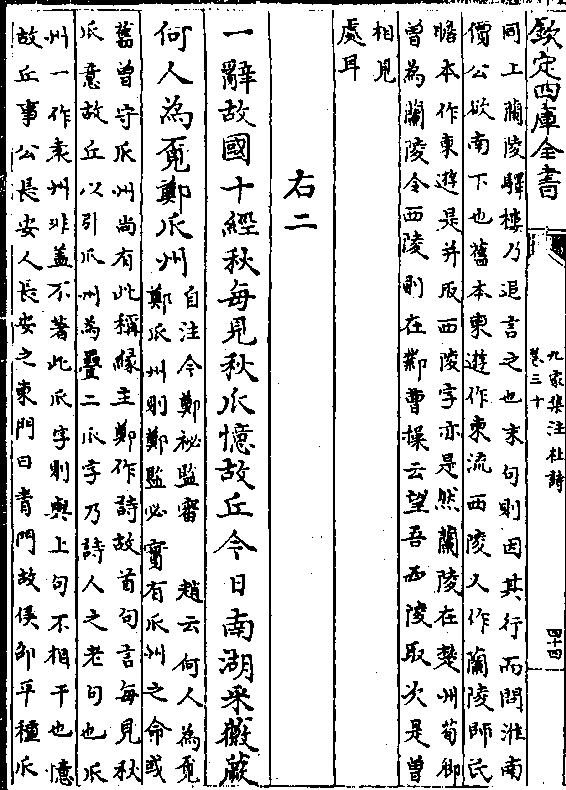 欽定四庫全書
九家集注杜詩
卷三十
四十四
同上蘭陵驛樓乃追言之也末句則因其行而問淮南
價公欲南下也舊本東遊作東流西陵又作蘭陵師氏
瞻本作東遊是并取西陵字亦是然蘭陵在楚州荀卿
曾為蘭陵令西陵則在鄴曹操云望吾西陵取次是曽
相見
處耳
右二
一辭故國十經秋每見秋瓜憶故丘今日南湖采薇蕨
何人為覓鄭瓜州
自注今鄭祕監審 趙云何人為覓
鄭瓜州則鄭監必實有瓜州之命或
舊曽守瓜州尚有此稱緣主鄭作詩故首句言每見秋
瓜意故丘以引瓜州為疊二瓜字乃詩人之老句也瓜
州一作袁州非蓋不著此瓜字則與上句不相干也憶
故丘事公長安人長安之東門曰青門故侯邵平種瓜